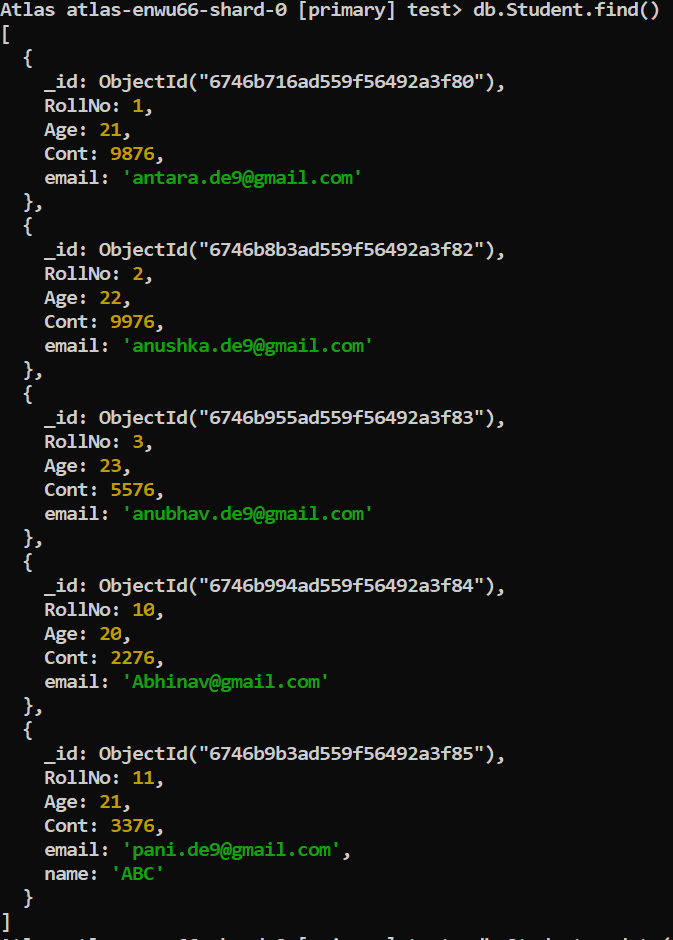 Atlas atlas-enwu66-shard-0 [primary] test> db.Student.find()
[
  {
    _id: ObjectId("6746b716ad559f56492a3f80"),
    RollNo: 1,
    Age: 21,
    Cont: 9876,
    email: 'antara.de9@gmail.com'
  },
  {
    _id: ObjectId("6746b8b3ad559f56492a3f82"),
    RollNo: 2,
    Age: 22,
    Cont: 9976,
    email: 'anushka.de9@gmail.com'
  },
  {
    _id: ObjectId("6746b955ad559f56492a3f83"),
    RollNo: 3,
    Age: 23,
    Cont: 5576,
    email: 'anubhav.de9@gmail.com'
  },
  {
    _id: ObjectId("6746b994ad559f56492a3f84"),
    RollNo: 10,
    Age: 20,
    Cont: 2276,
    email: 'Abhinav@gmail.com'
  },
  {
    _id: ObjectId("6746b9b3ad559f56492a3f85"),
    RollNo: 11,
    Age: 21,
    Cont: 3376,
    email: 'pani.de9@gmail.com',
    name: 'ABC'
  }
]